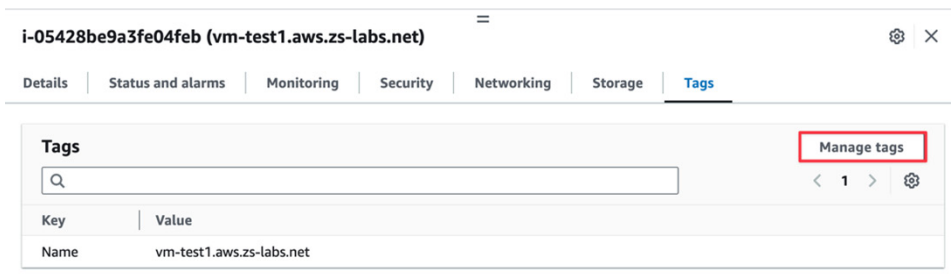 i-05428be9a3fe04feb (vm-test1.aws.zs-labs.net)
Details Status and alarms Monitoring Security Networking Storage Tags
Tags Manage tags
1
Key Value
Name vm-test1.aws.zs-labs.net